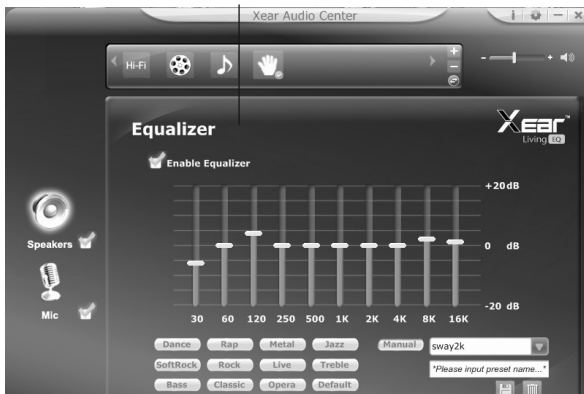 Xear Audio Center
i
Hi-Fi
Equalizer
Xear™
Living EQ
Enable Equalizer
+20dB
0 dB
-20 dB
Speakers
Mic
30 60 120 250 500 1K 2K 4K 8K 16K
Dance Rap Metal Jazz Manual sway2k
SoftRock Rock Live Treble *Please input preset name...*
Bass Classic Opera Default